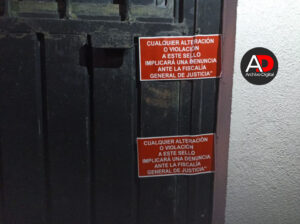 CUALQUIER ALTERACIÓN
O VIOLACIÓN
A ESTE SELLO
IMPLICARÁ UNA DENUNCIA
ANTE LA FISCALÍA
GENERAL DE JUSTICIA"
AD
ArchivoDigital
CUALQUIER ALTERACIÓN
O VIOLACIÓN
A ESTE SELLO
IMPLICARÁ UNA DENUNCIA
ANTE LA FISCALÍA
GENERAL DE JUSTICIA"